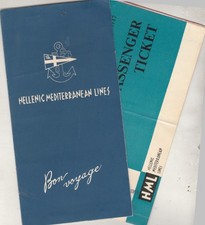 HELLENIC MEDITERRANEAN LINES
Bon
voyage
PASSENGER
TICKET
HML
HELLENIC
MEDITERRANEAN
LINES